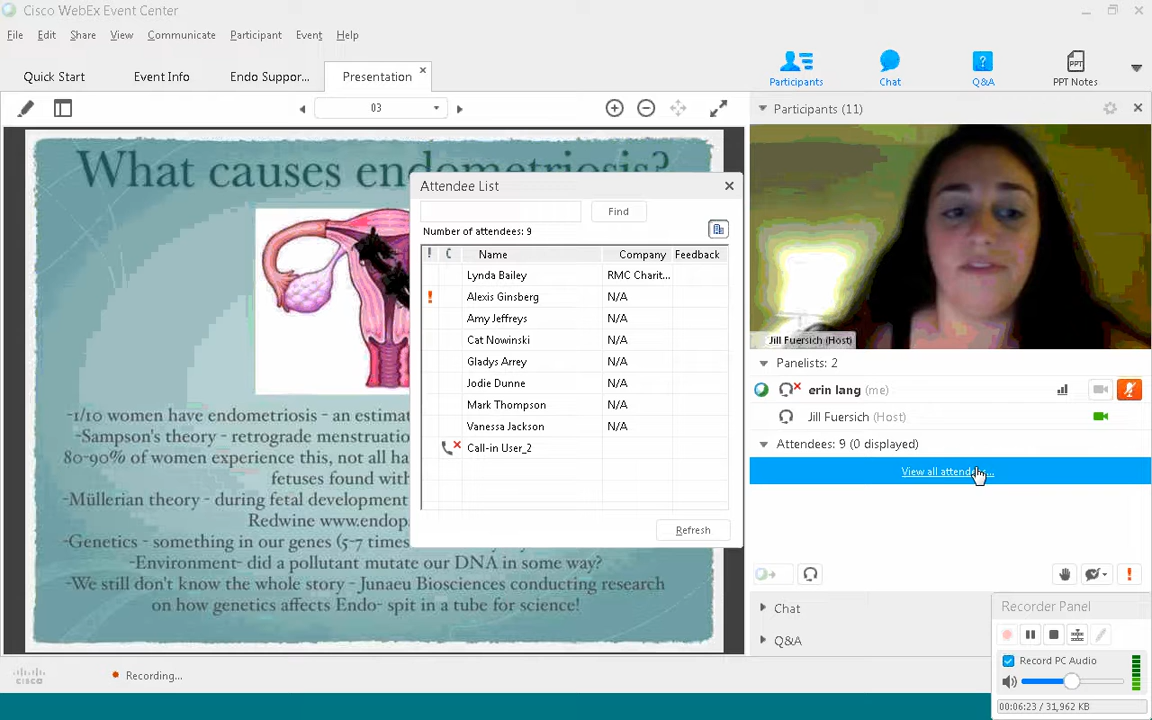 Cisco WebEx Event Center
File Edit Share View Communicate Participant Event Help
Quick Start Event Info Endo Suppor... Presentation
Participants Chat Q&A PPT Notes
03
What causes endometriosis?
-1/10 women have endometriosis - an estimat
-Sampson's theory - retrograde menstruatio
80-90% of women experience this, not all ha
fetuses found with
-Müllerian theory - during fetal development
Redwine www.endop
-Genetics - something in our genes (5-7 times
-Environment- did a pollutant mutate our DNA in some way?
-We still don't know the whole story - Juneau Biosciences conducting research
on how genetics affects Endo- spit in a tube for science!
Attendee List
Find
Number of attendees: 9
! Name Company Feedback
Lynda Bailey RMC Charit...
! Alexis Ginsberg N/A
Amy Jeffreys N/A
Cat Nowinski N/A
Gladys Arrey N/A
Jodie Dunne N/A
Mark Thompson N/A
Vanessa Jackson N/A
Call-in User_2
Refresh
Participants (11)
Jill Fuersich (Host)
Panelists: 2
erin lang (me)
Jill Fuersich (Host)
Attendees: 9 (0 displayed)
View all attende...
Chat
Q&A
Recorder Panel
Record PC Audio
00:06:23 / 31,962 KB
cisco
Recording...